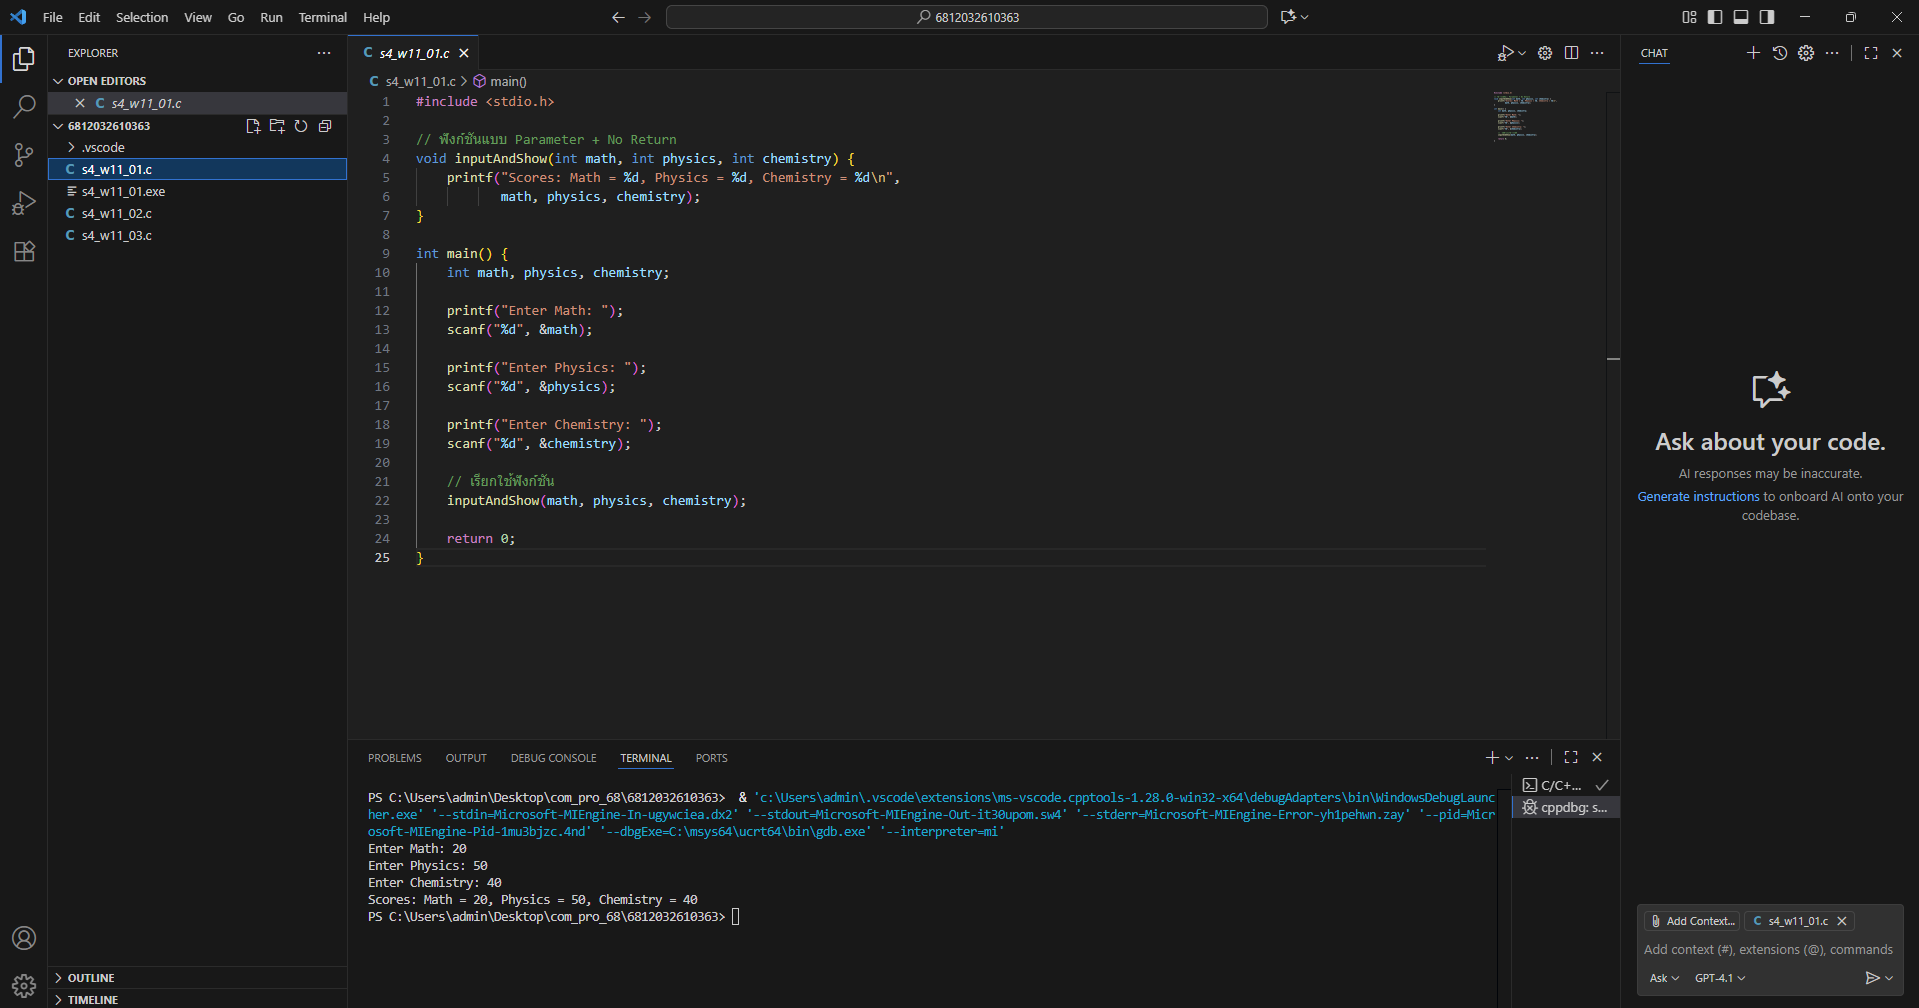 File Edit Selection View Go Run Terminal Help
6812032610363
EXPLORER
OPEN EDITORS
C s4_w11_01.c
6812032610363
.vscode
C s4_w11_01.c
s4_w11_01.exe
C s4_w11_02.c
C s4_w11_03.c
OUTLINE
TIMELINE
C s4_w11_01.c
C s4_w11_01.c > main()
1 #include <stdio.h>
2
3 // ฟังก์ชันแบบ Parameter + No Return
4 void inputAndShow(int math, int physics, int chemistry) {
5 printf("Scores: Math = %d, Physics = %d, Chemistry = %d\n",
6 math, physics, chemistry);
7 }
8
9 int main() {
10 int math, physics, chemistry;
11
12 printf("Enter Math: ");
13 scanf("%d", &math);
14
15 printf("Enter Physics: ");
16 scanf("%d", &physics);
17
18 printf("Enter Chemistry: ");
19 scanf("%d", &chemistry);
20
21 // เรียกใช้ฟังก์ชัน
22 inputAndShow(math, physics, chemistry);
23
24 return 0;
25 }
PROBLEMS OUTPUT DEBUG CONSOLE TERMINAL PORTS
PS C:\Users\admin\Desktop\com_pro_68\6812032610363> & 'c:\Users\admin\.vscode\extensions\ms-vscode.cpptools-1.28.0-win32-x64\debugAdapters\bin\WindowsDebugLaunc
her.exe' '--stdin=Microsoft-MIEngine-In-ugywciea.dx2' '--stdout=Microsoft-MIEngine-Out-it30upom.sw4' '--stderr=Microsoft-MIEngine-Error-yh1pehwn.zay' '--pid=Micr
osoft-MIEngine-Pid-1mu3bjzc.4nd' '--dbgExe=C:\msys64\ucrt64\bin\gdb.exe' '--interpreter=mi'
Enter Math: 20
Enter Physics: 50
Enter Chemistry: 40
Scores: Math = 20, Physics = 50, Chemistry = 40
PS C:\Users\admin\Desktop\com_pro_68\6812032610363>
C/C+...
cppdbg: s...
CHAT
Ask about your code.
AI responses may be inaccurate.
Generate instructions to onboard AI onto your
codebase.
Add Context...
C s4_w11_01.c
Add context (#), extensions (@), commands
Ask GPT-4.1